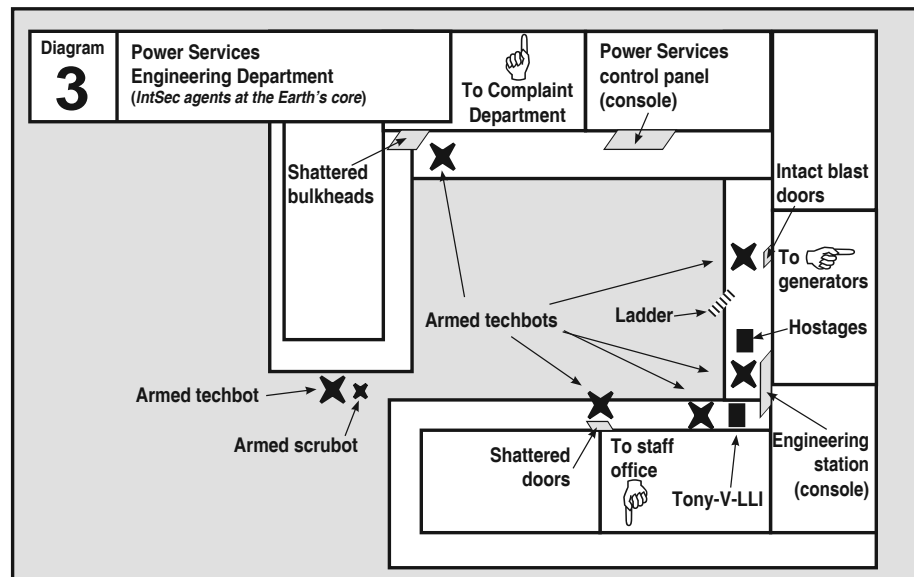 Diagram
3
Power Services
Engineering Department
(IntSec agents at the Earth's core)
To Complaint
Department
Power Services
control panel
(console)
Shattered
bulkheads
Intact blast
doors
To
generators
Armed techbots
Ladder
Hostages
Armed techbot
Armed scrubot
Shattered
doors
To staff
office
Tony-V-LLI
Engineering
station
(console)